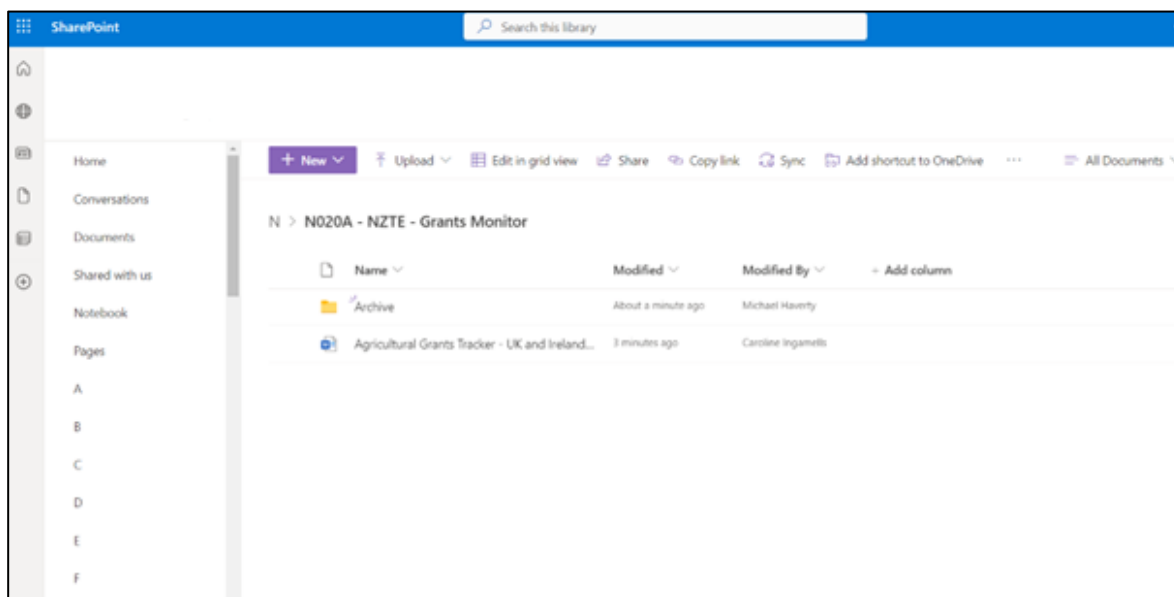 SharePoint
Search this library
Home
Conversations
Documents
Shared with us
Notebook
Pages
A
B
C
D
E
F
+ New
Upload
Edit in grid view
Share
Copy link
Sync
Add shortcut to OneDrive
...
All Documents
N > N020A - NZTE - Grants Monitor
Name Modified Modified By + Add column
Archive About a minute ago Michael Haverty
Agricultural Grants Tracker - UK and Ireland... 3 minutes ago Caroline Ingamells